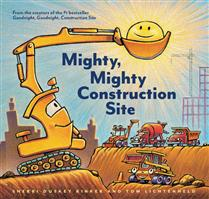 From the creators of the #1 bestseller
Goodnight, Goodnight, Construction Site
Mighty,
Mighty
Construction
Site
SHERRI DUSKEY RINKER AND TOM LICHTENHELD